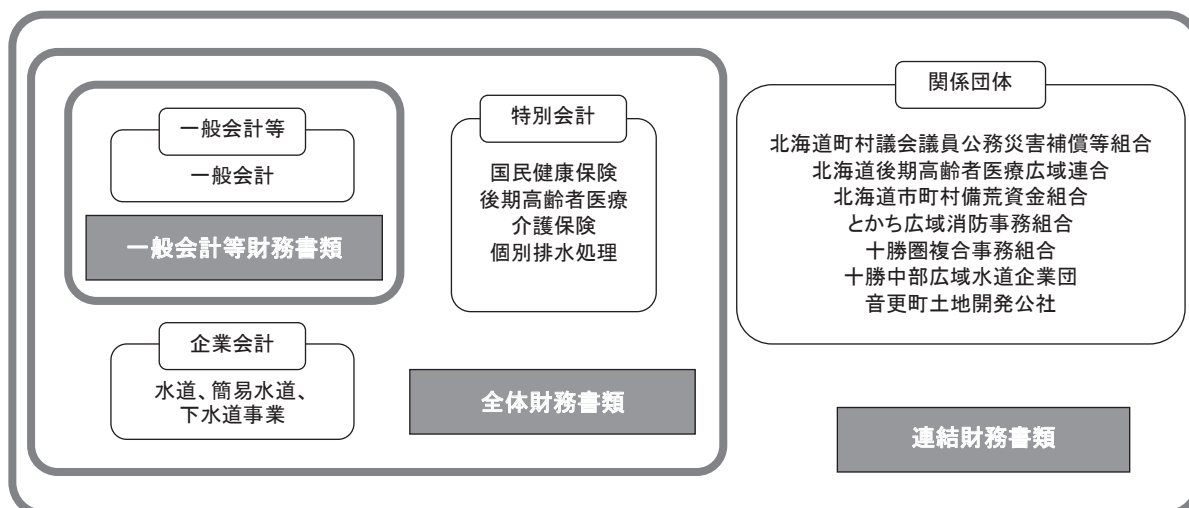 一般会計等
一般会計
一般会計等財務書類
特別会計
国民健康保険
後期高齢者医療
介護保険
個別排水処理
企業会計
水道、簡易水道、
下水道事業
全体財務書類
関係団体
北海道町村議会議員公務災害補償等組合
北海道後期高齢者医療広域連合
北海道市町村備荒資金組合
とかち広域消防事務組合
十勝圏複合事務組合
十勝中部広域水道企業団
音更町土地開発公社
連結財務書類